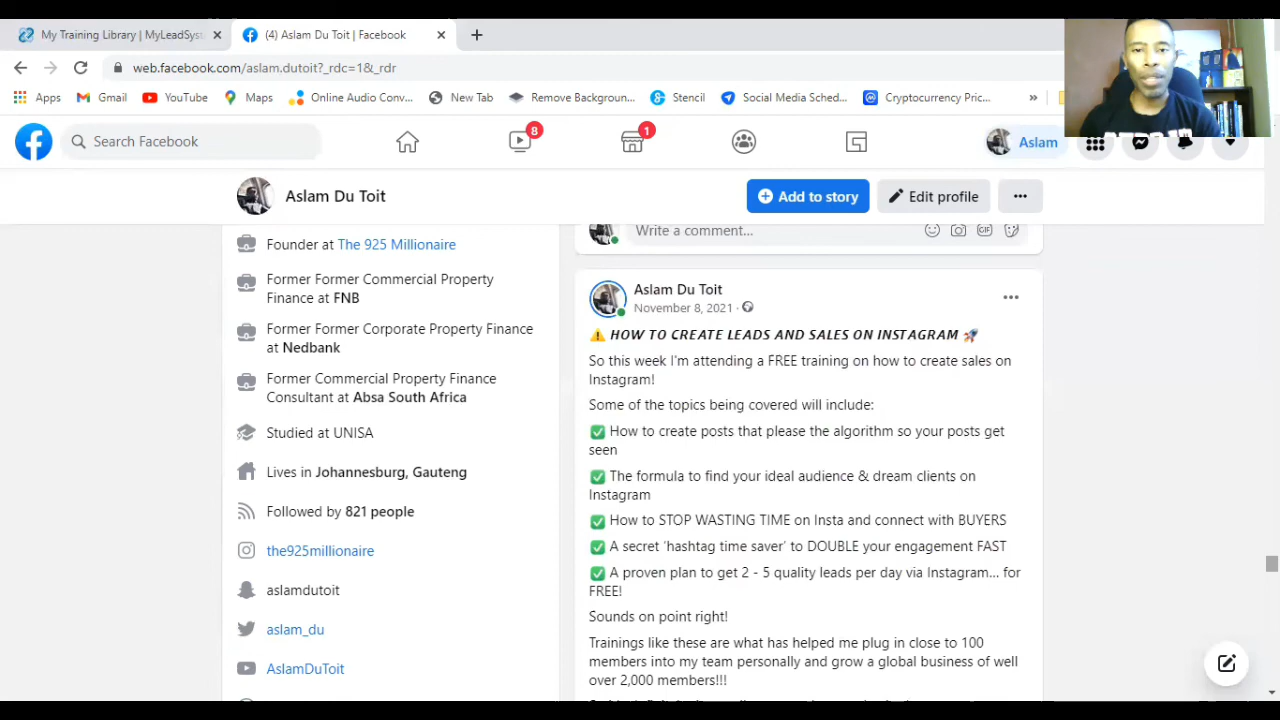 My Training Library | MyLeadSyst
(4) Aslam Du Toit | Facebook
web.facebook.com/aslam.dutoit?_rdc=1&_rdr
Apps
Gmail
YouTube
Maps
Online Audio Conv...
New Tab
Remove Backgroun...
Stencil
Social Media Sched...
Cryptocurrency Pric...
»
Search Facebook
8
1
Aslam
Aslam Du Toit
Add to story
Edit profile
Founder at The 925 Millionaire
Former Former Commercial Property
Finance at FNB
Former Former Corporate Property Finance
at Nedbank
Former Commercial Property Finance
Consultant at Absa South Africa
Studied at UNISA
Lives in Johannesburg, Gauteng
Followed by 821 people
the925millionaire
aslamdutoit
aslam_du
AslamDuToit
Write a comment...
GIF
Aslam Du Toit
November 8, 2021 ·
⚠️ HOW TO CREATE LEADS AND SALES ON INSTAGRAM 🚀
So this week I'm attending a FREE training on how to create sales on
Instagram!
Some of the topics being covered will include:
✅ How to create posts that please the algorithm so your posts get
seen
✅ The formula to find your ideal audience & dream clients on
Instagram
✅ How to STOP WASTING TIME on Insta and connect with BUYERS
✅ A secret ‘hashtag time saver’ to DOUBLE your engagement FAST
✅ A proven plan to get 2 - 5 quality leads per day via Instagram... for
FREE!
Sounds on point right!
Trainings like these are what has helped me plug in close to 100
members into my team personally and grow a global business of well
over 2,000 members!!!